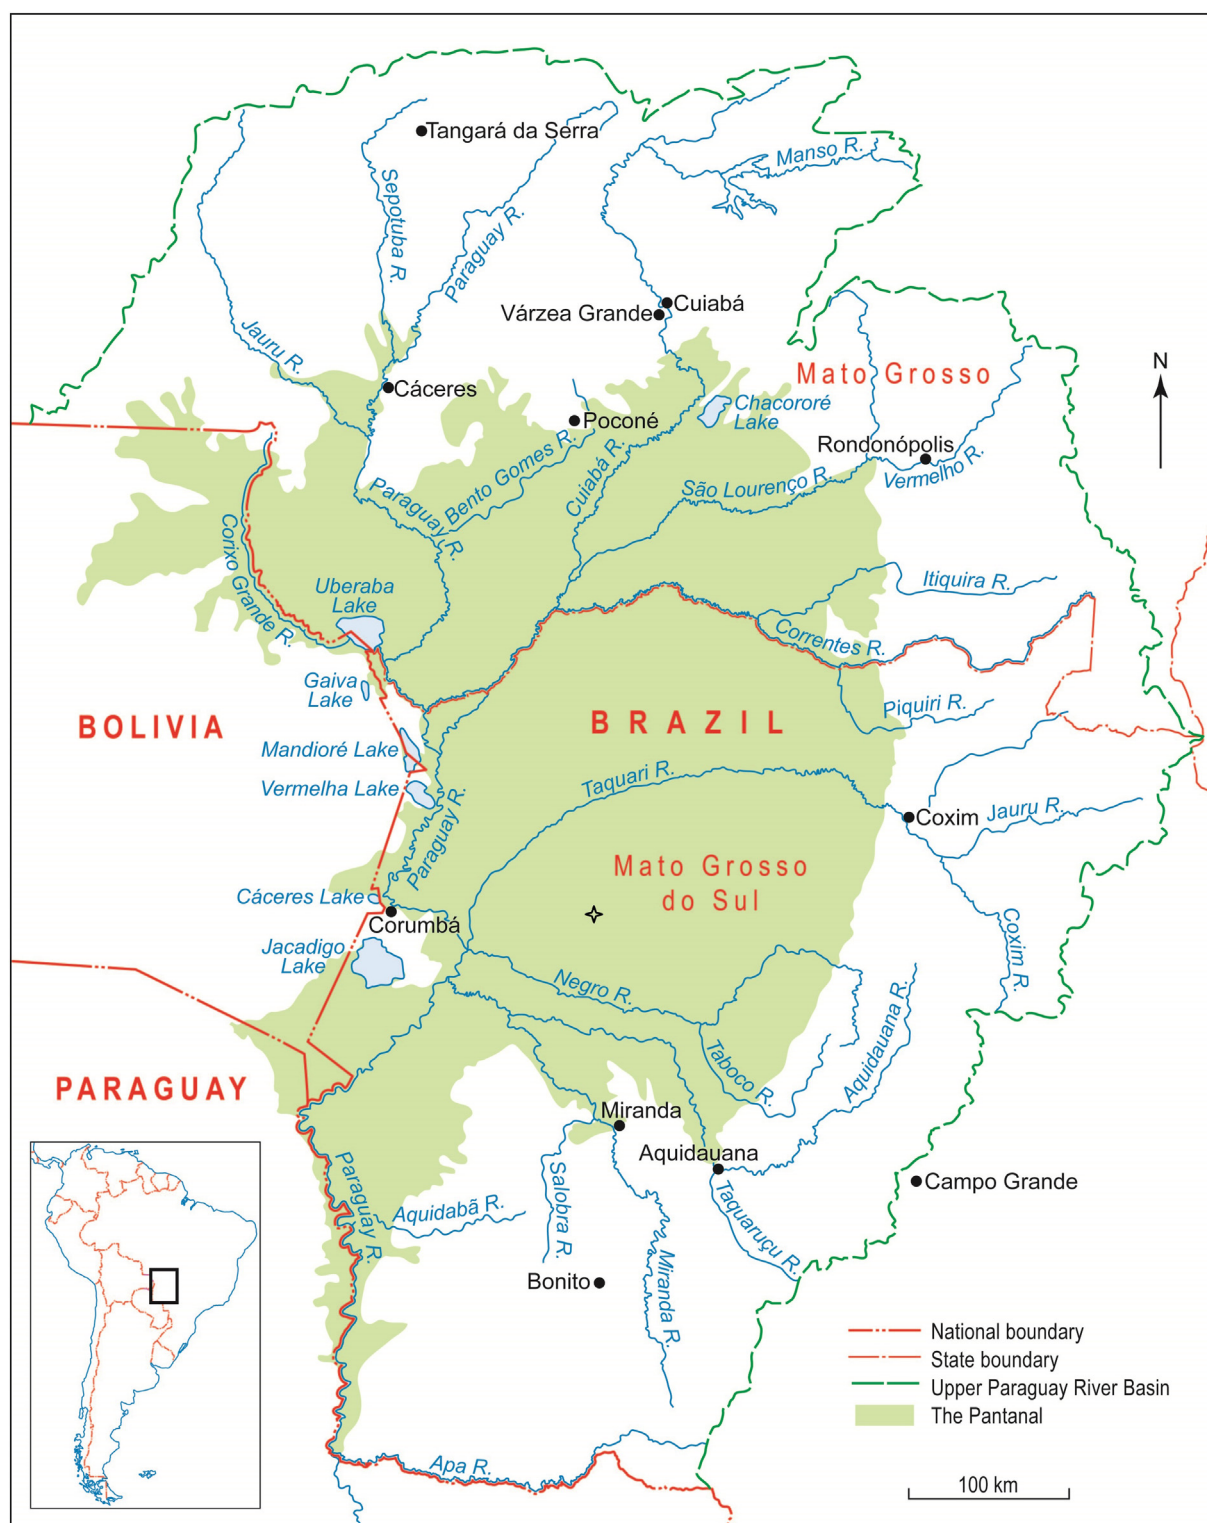 Tangará da Serra
Manso R.
Sepotuba R.
Paraguay R.
Cuiabá
Várzea Grande
Jauru R.
Mato Grosso
N
Cáceres
Chacororé
Lake
Poconé
Rondonópolis
Bento Gomes R.
Cuiabá R.
São Lourenço R.
Vermelho R.
Paraguay R.
Corixo Grande R.
Uberaba
Lake
Itiquira R.
Correntes R.
Gaiva
Lake
Piquiri R.
BOLIVIA
BRAZIL
Mandioré Lake
Taquari R.
Vermelha Lake
Paraguay R.
Coxim
Jauru R.
Mato Grosso
do Sul
Cáceres Lake
Corumbá
Jacadigo
Lake
Coxim R.
Negro R.
Aquidauana R.
Taboco R.
PARAGUAY
Miranda
Aquidauana
Paraguay R.
Salobra R.
Aquidabã R.
Taquaruçu R.
Campo Grande
Miranda R.
Bonito
National boundary
State boundary
Upper Paraguay River Basin
The Pantanal
Apa R.
100 km